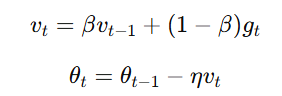 v_t = βv_{t−1} + (1 − β)g_t
θ_t = θ_{t−1} − ηv_t